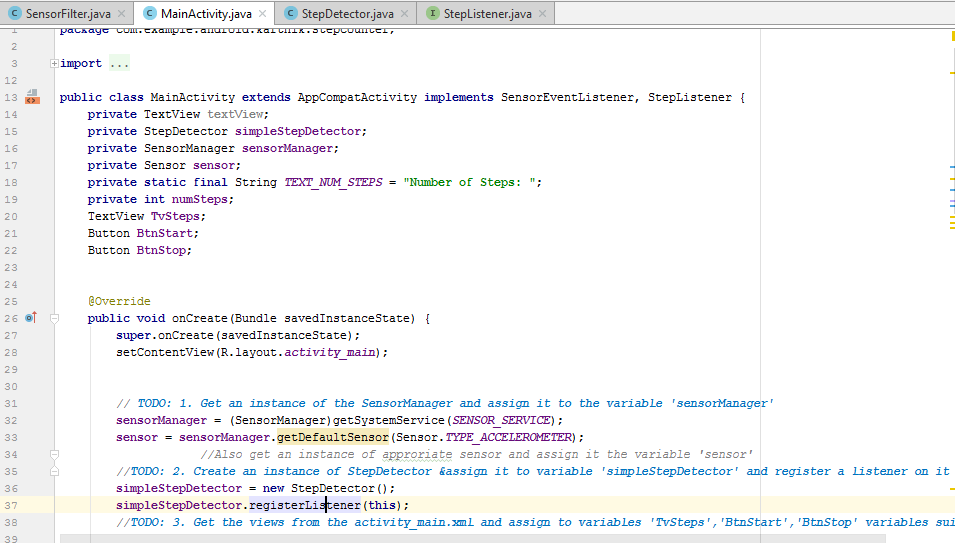 SensorFilter.java MainActivity.java StepDetector.java StepListener.java
1 package com.example.android.karthik.stepcounter;
2
3 import ...
12
13 public class MainActivity extends AppCompatActivity implements SensorEventListener, StepListener {
14 private TextView textView;
15 private StepDetector simpleStepDetector;
16 private SensorManager sensorManager;
17 private Sensor sensor;
18 private static final String TEXT_NUM_STEPS = "Number of Steps: ";
19 private int numSteps;
20 TextView TvSteps;
21 Button BtnStart;
22 Button BtnStop;
23
24
25 @Override
26 public void onCreate(Bundle savedInstanceState) {
27 super.onCreate(savedInstanceState);
28 setContentView(R.layout.activity_main);
29
30
31 // TODO: 1. Get an instance of the SensorManager and assign it to the variable 'sensorManager'
32 sensorManager = (SensorManager)getSystemService(SENSOR_SERVICE);
33 sensor = sensorManager.getDefaultSensor(Sensor.TYPE_ACCELEROMETER);
34 //Also get an instance of approriate sensor and assign it the variable 'sensor'
35 //TODO: 2. Create an instance of StepDetector &assign it to variable 'simpleStepDetector' and register a listener on it
36 simpleStepDetector = new StepDetector();
37 simpleStepDetector.registerListener(this);
38 //TODO: 3. Get the views from the activity_main.xml and assign to variables 'TvSteps','BtnStart','BtnStop' variables sui
39